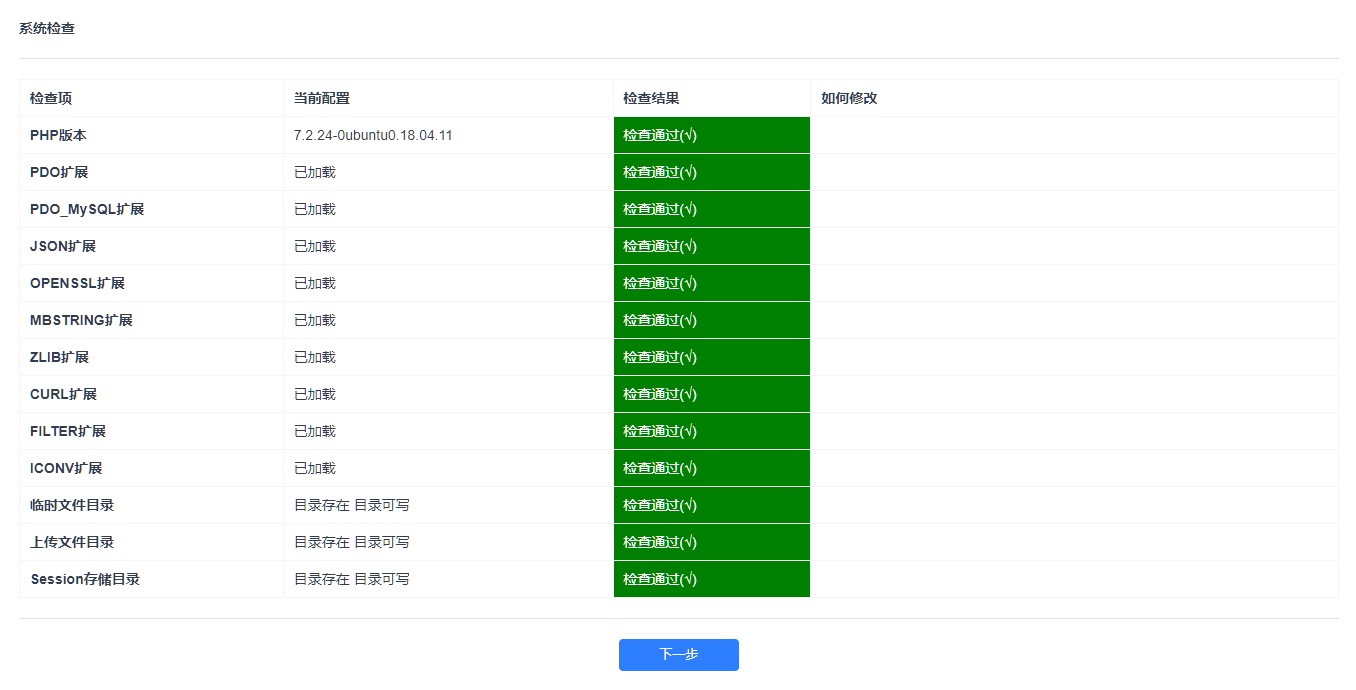 系统检查
检查项 当前配置 检查结果 如何修改
PHP版本 7.2.24-0ubuntu0.18.04.11 检查通过(√)
PDO扩展 已加载 检查通过(√)
PDO_MySQL扩展 已加载 检查通过(√)
JSON扩展 已加载 检查通过(√)
OPENSSL扩展 已加载 检查通过(√)
MBSTRING扩展 已加载 检查通过(√)
ZLIB扩展 已加载 检查通过(√)
CURL扩展 已加载 检查通过(√)
FILTER扩展 已加载 检查通过(√)
ICONV扩展 已加载 检查通过(√)
临时文件目录 目录存在 目录可写 检查通过(√)
上传文件目录 目录存在 目录可写 检查通过(√)
Session存储目录 目录存在 目录可写 检查通过(√)
下一步